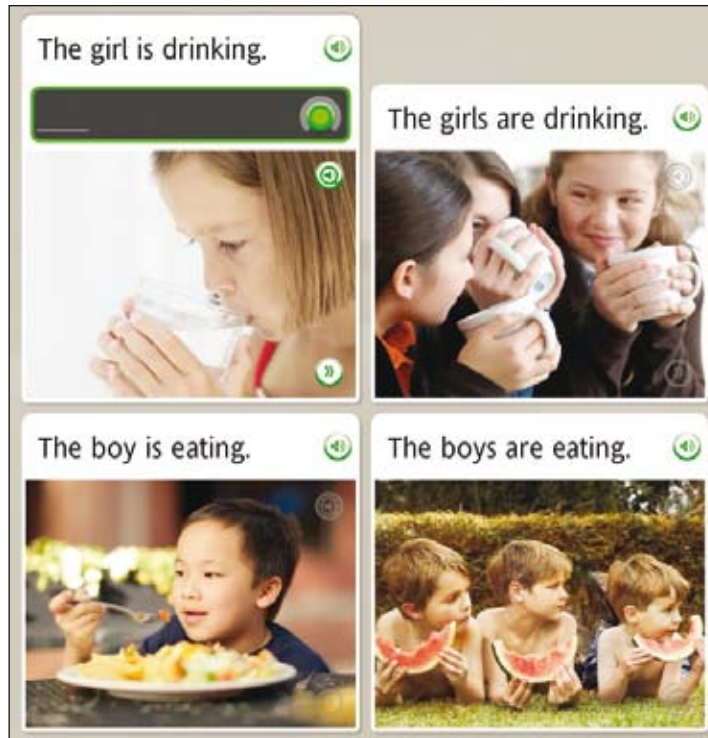 The girl is drinking.
The girls are drinking.
The boy is eating.
The boys are eating.